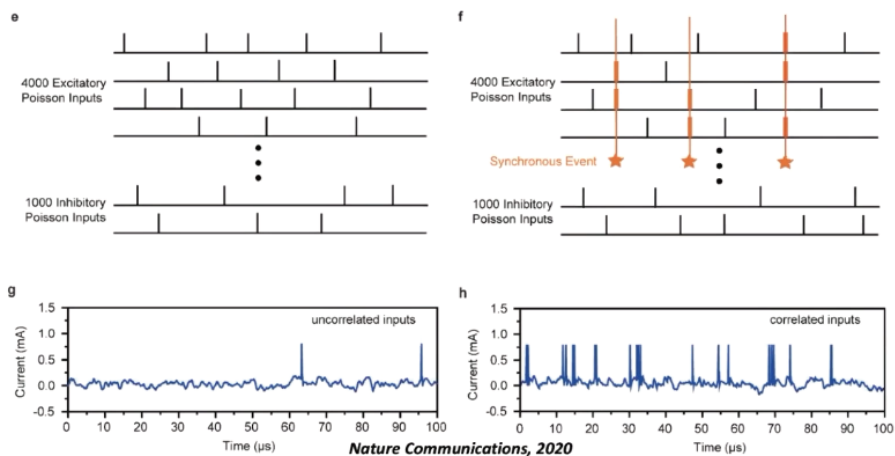 e
4000 Excitatory
Poisson Inputs
1000 Inhibitory
Poisson Inputs
f
4000 Excitatory
Poisson Inputs
Synchronous Event
1000 Inhibitory
Poisson Inputs
g
uncorrelated inputs
Current (mA)
1.5
1.0
0.5
0.0
-0.5
0 10 20 30 40 50 60 70 80 90 100
Time (µs)
h
correlated inputs
Current (mA)
1.5
1.0
0.5
0.0
-0.5
0 10 20 30 40 50 60 70 80 90 100
Time (µs)
Nature Communications, 2020